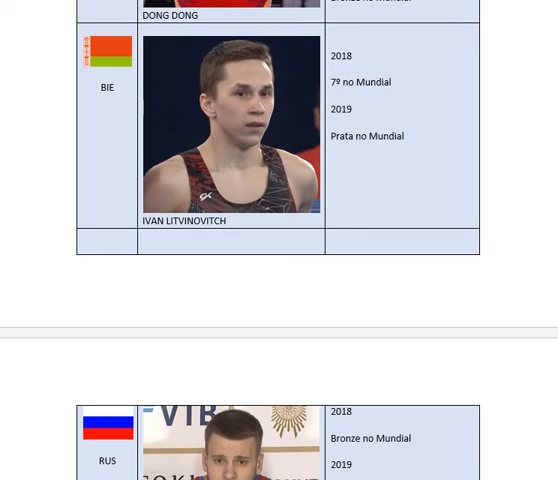 DONG DONG
BIE
2018
7º no Mundial
2019
Prata no Mundial
IVAN LITVINOVITCH
VTB
RUS
2018
Bronze no Mundial
2019